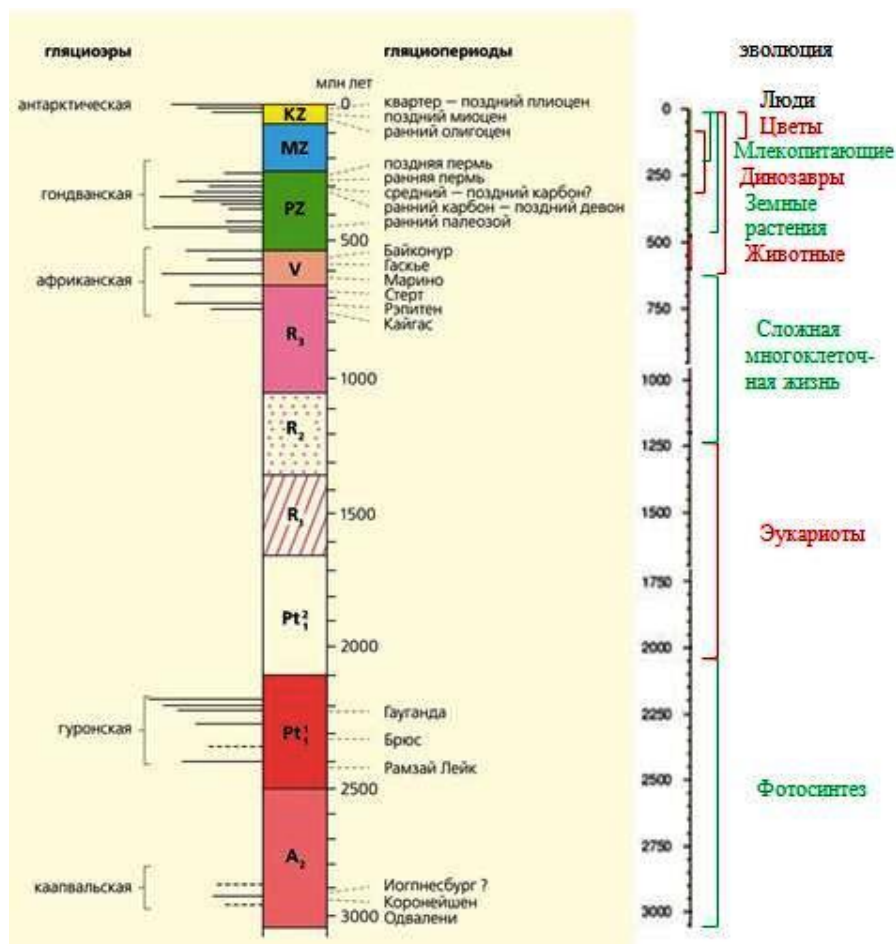 гляциоэры
гляциопериоды
эволюция
млн лет
антарктическая
гондванская
африканская
гуронская
каапвальская
KZ
MZ
PZ
V
R3
R2
R1
Pt₁²
Pt₁¹
A2
0
500
1000
1500
2000
2500
3000
квартер – поздний плиоцен
поздний миоцен
ранний олигоцен
поздняя пермь
ранняя пермь
средний – поздний карбон?
ранний карбон – поздний девон
ранний палеозой
Байконур
Гаскье
Марино
Стерт
Рэпитен
Кайгас
Гауганда
Брюс
Рамзай Лейк
Иогпнесбург ?
Коронейшен
Одвалени
0
250
500
750
1000
1250
1500
1750
2000
2250
2500
2750
3000
Люди
Цветы
Млекопитающие
Динозавры
Земные
растения
Животные
Сложная
многоклеточ-
ная жизнь
Эукариоты
Фотосинтез